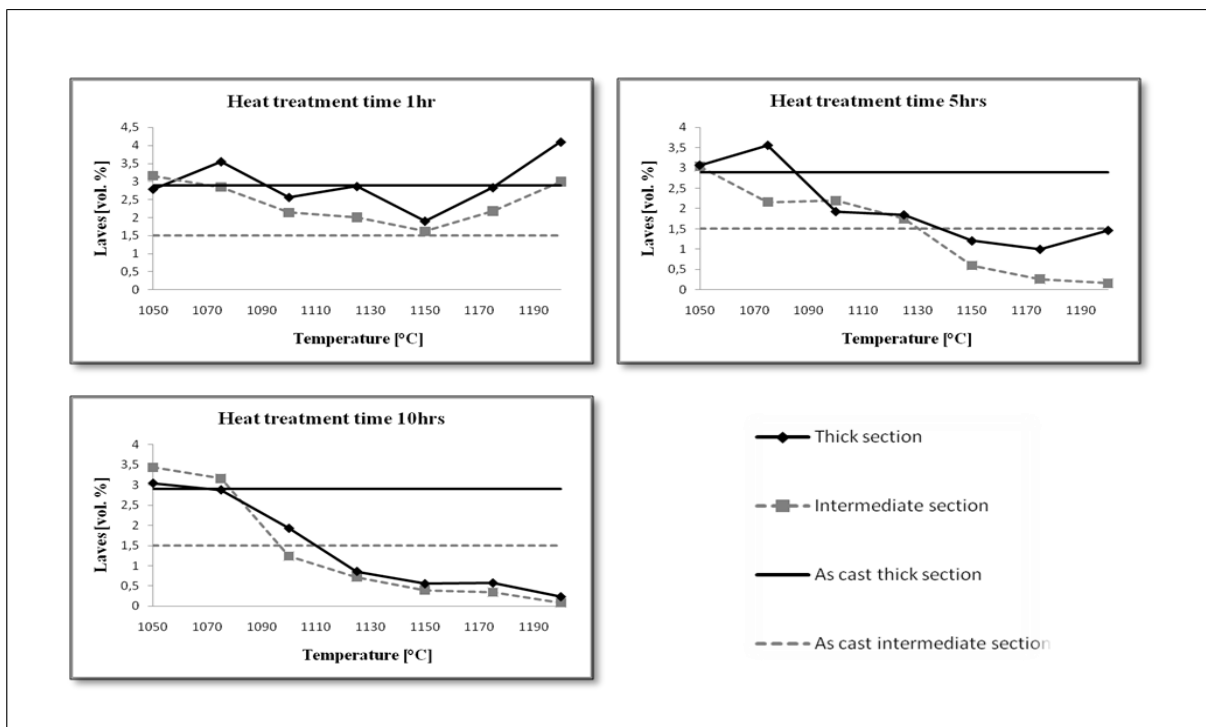 Heat treatment time 1hr
4,5
4
3,5
3
2,5
2
1,5
1
0,5
0
Laves [vol. %]
1050 1070 1090 1110 1130 1150 1170 1190
Temperature [°C]
Heat treatment time 5hrs
4
3,5
3
2,5
2
1,5
1
0,5
0
Laves [vol. %]
1050 1070 1090 1110 1130 1150 1170 1190
Temperature [°C]
Heat treatment time 10hrs
4
3,5
3
2,5
2
1,5
1
0,5
0
Laves [vol. %]
1050 1070 1090 1110 1130 1150 1170 1190
Temperature [°C]
Thick section
Intermediate section
As cast thick section
As cast intermediate section